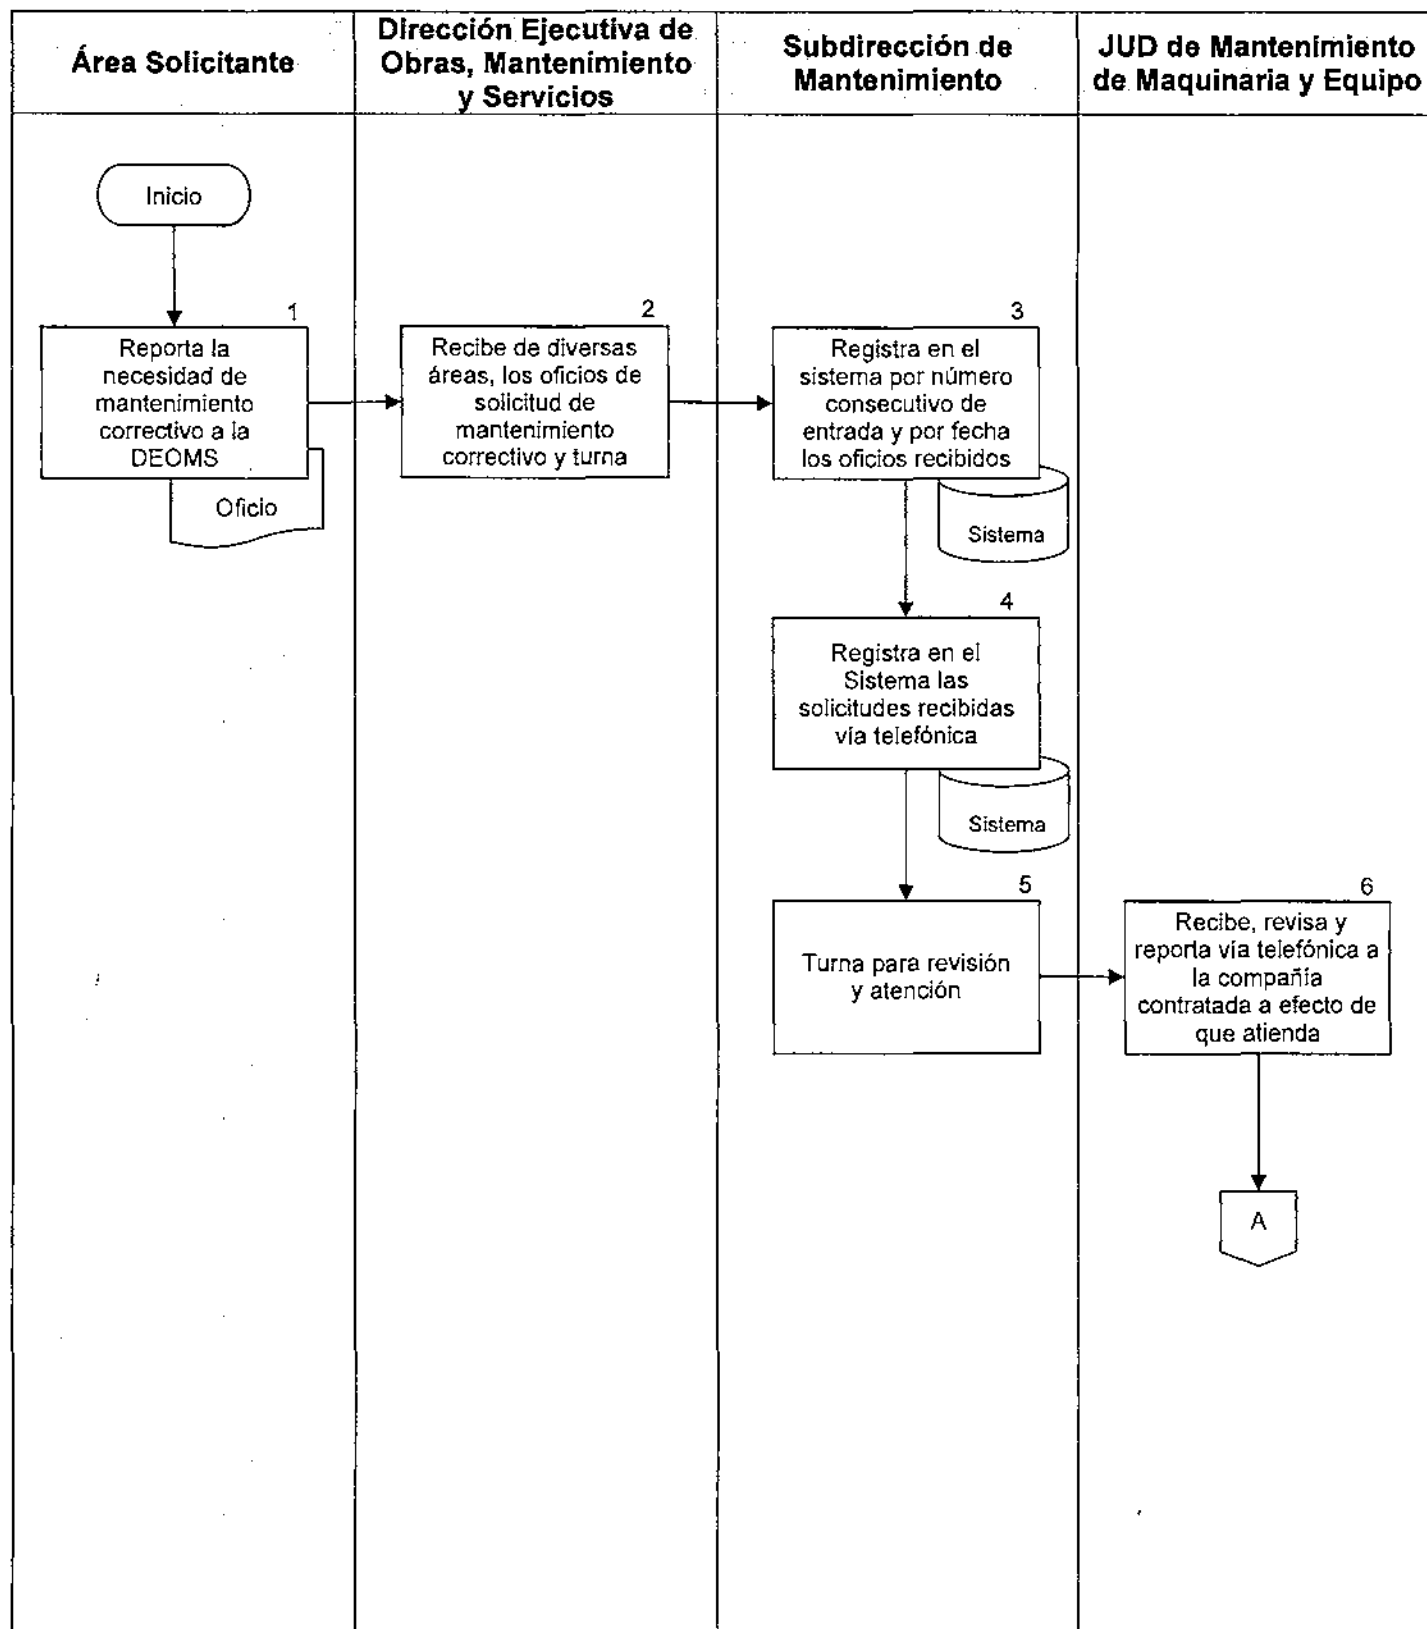 Área Solicitante
Dirección Ejecutiva de
Obras, Mantenimiento
y Servicios
Subdirección de
Mantenimiento
JUD de Mantenimiento
de Maquinaria y Equipo
Inicio
1
Reporta la
necesidad de
mantenimiento
correctivo a la
DEOMS
Oficio
2
Recibe de diversas
áreas, los oficios de
solicitud de
mantenimiento
correctivo y turna
3
Registra en el
sistema por número
consecutivo de
entrada y por fecha
los oficios recibidos
Sistema
4
Registra en el
Sistema las
solicitudes recibidas
vía telefónica
Sistema
5
Turna para revisión
y atención
6
Recibe, revisa y
reporta vía telefónica a
la compañía
contratada a efecto de
que atienda
A